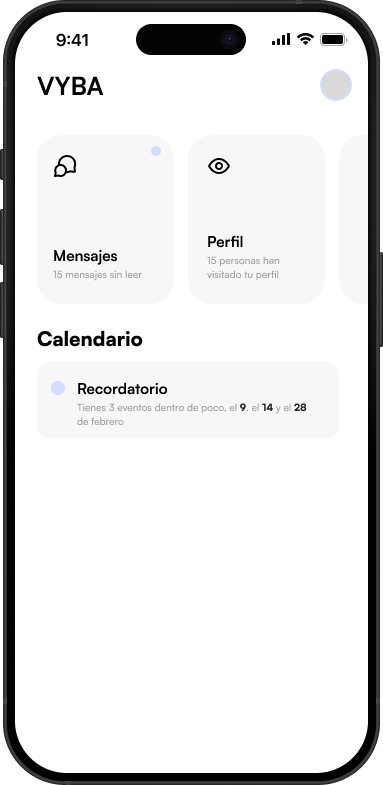 9:41
VYBA
Mensajes
15 mensajes sin leer
Perfil
15 personas han
visitado tu perfil
Calendario
Recordatorio
Tienes 3 eventos dentro de poco, el 9, el 14 y el 28
de febrero